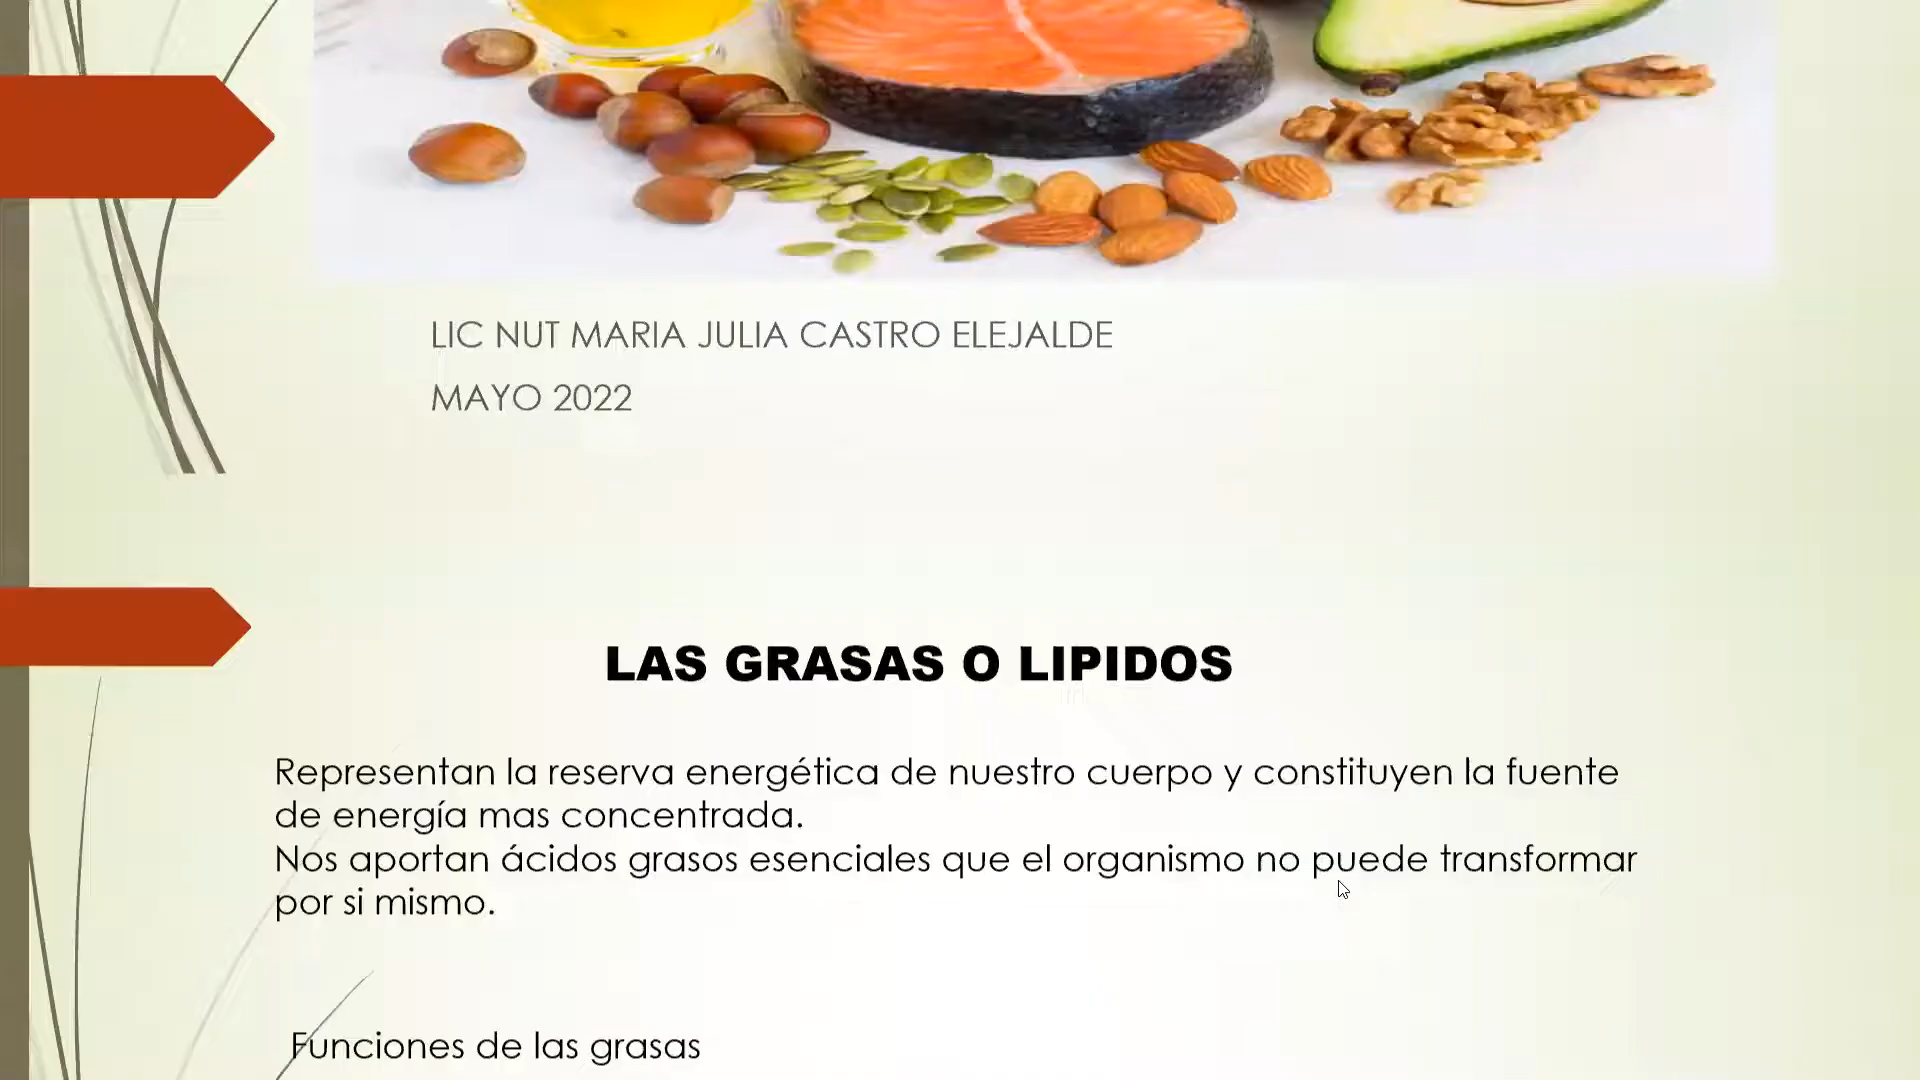 LIC NUT MARIA JULIA CASTRO ELEJALDE
MAYO 2022
LAS GRASAS O LIPIDOS
Representan la reserva energética de nuestro cuerpo y constituyen la fuente
de energía mas concentrada.
Nos aportan ácidos grasos esenciales que el organismo no puede transformar
por si mismo.
Funciones de las grasas